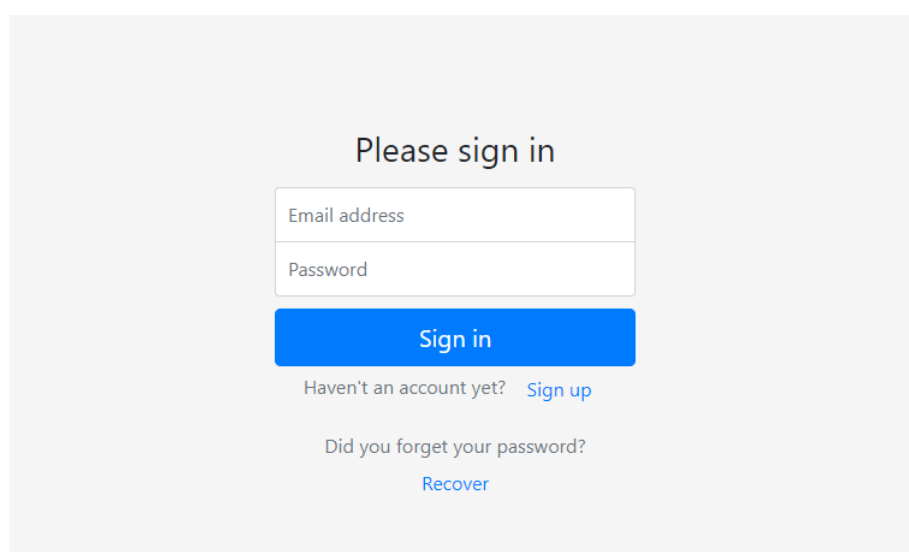 Please sign in
Email address
Password
Sign in
Haven't an account yet? Sign up
Did you forget your password?
Recover